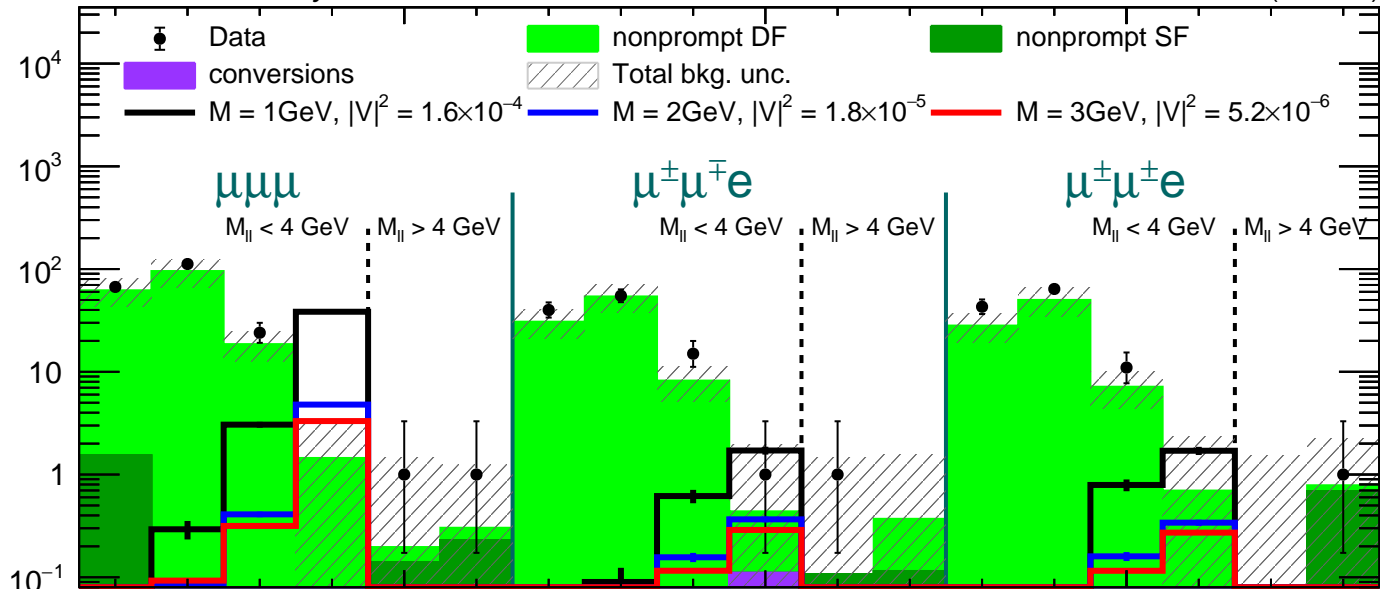 Data nonprompt DF nonprompt SF
conversions Total bkg. unc.
M = 1GeV, |V|² = 1.6×10⁻⁴ M = 2GeV, |V|² = 1.8×10⁻⁵ M = 3GeV, |V|² = 5.2×10⁻⁶
10⁴
10³
μμμ μ±μ∓e μ±μ±e
M_ll < 4 GeV M_ll > 4 GeV M_ll < 4 GeV M_ll > 4 GeV M_ll < 4 GeV M_ll > 4 GeV
10²
10
1
10⁻¹